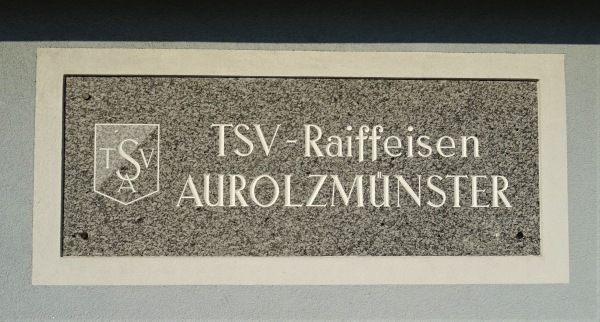 TSV
A
TSV-Raiffeisen
AUROLZMÜNSTER